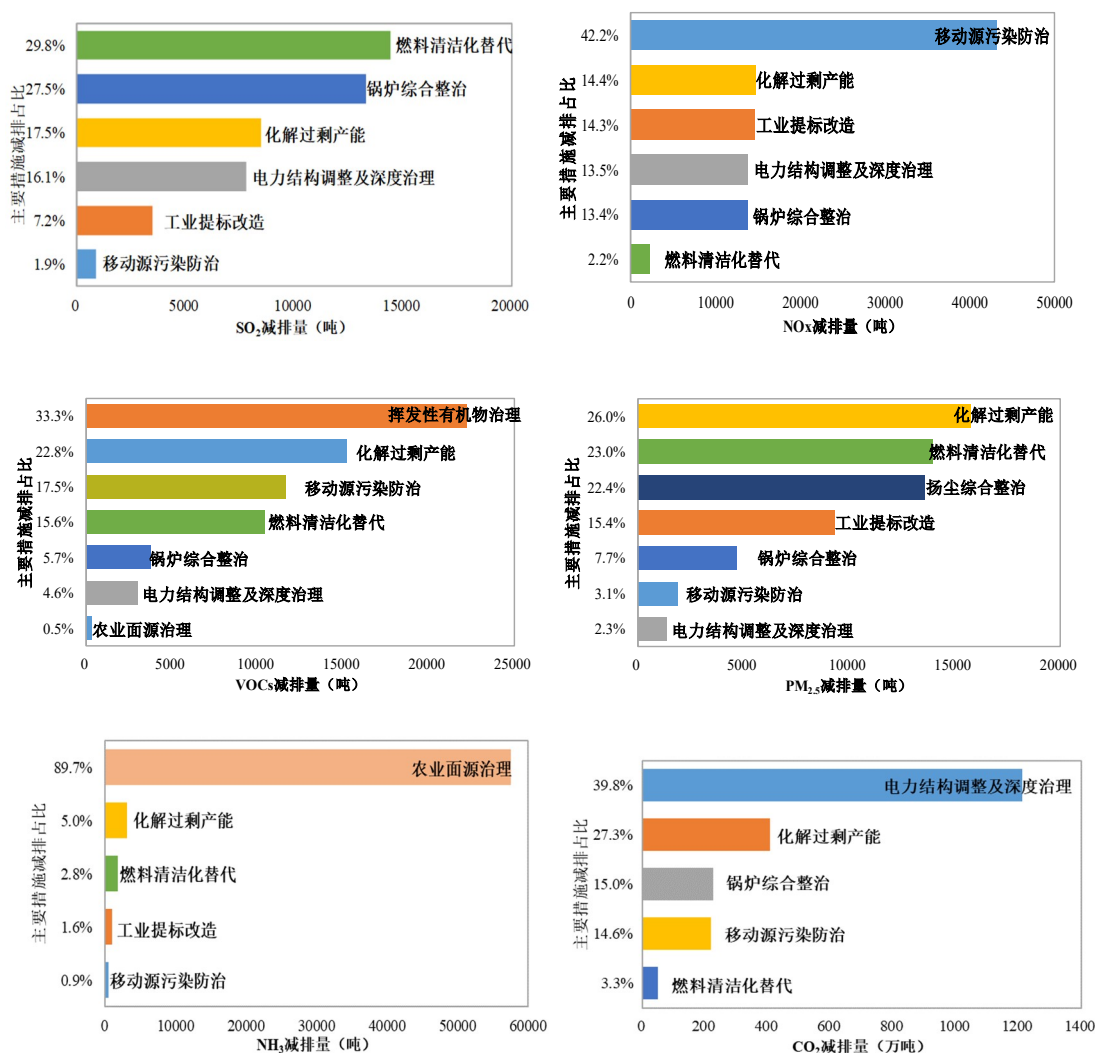 主要措施减排占比
29.8%
燃料清洁化替代
27.5%
锅炉综合整治
17.5%
化解过剩产能
16.1%
电力结构调整及深度治理
7.2%
工业提标改造
1.9%
移动源污染防治
0 5000 10000 15000 20000
SO₂减排量（吨）
主要措施减排占比
42.2%
移动源污染防治
14.4%
化解过剩产能
14.3%
工业提标改造
13.5%
电力结构调整及深度治理
13.4%
锅炉综合整治
2.2%
燃料清洁化替代
0 10000 20000 30000 40000 50000
NOx减排量（吨）
主要措施减排占比
33.3%
挥发性有机物治理
22.8%
化解过剩产能
17.5%
移动源污染防治
15.6%
燃料清洁化替代
5.7%
锅炉综合整治
4.6%
电力结构调整及深度治理
0.5%
农业面源治理
0 5000 10000 15000 20000 25000
VOCs减排量（吨）
主要措施减排占比
26.0%
化解过剩产能
23.0%
燃料清洁化替代
22.4%
扬尘综合整治
15.4%
工业提标改造
7.7%
锅炉综合整治
3.1%
移动源污染防治
2.3%
电力结构调整及深度治理
0 5000 10000 15000 20000
PM₂.₅减排量（吨）
主要措施减排占比
89.7%
农业面源治理
5.0%
化解过剩产能
2.8%
燃料清洁化替代
1.6%
工业提标改造
0.9%
移动源污染防治
0 10000 20000 30000 40000 50000 60000
NH₃减排量（吨）
主要措施减排占比
39.8%
电力结构调整及深度治理
27.3%
化解过剩产能
15.0%
锅炉综合整治
14.6%
移动源污染防治
3.3%
燃料清洁化替代
0 200 400 600 800 1000 1200 1400
CO₂减排量（万吨）